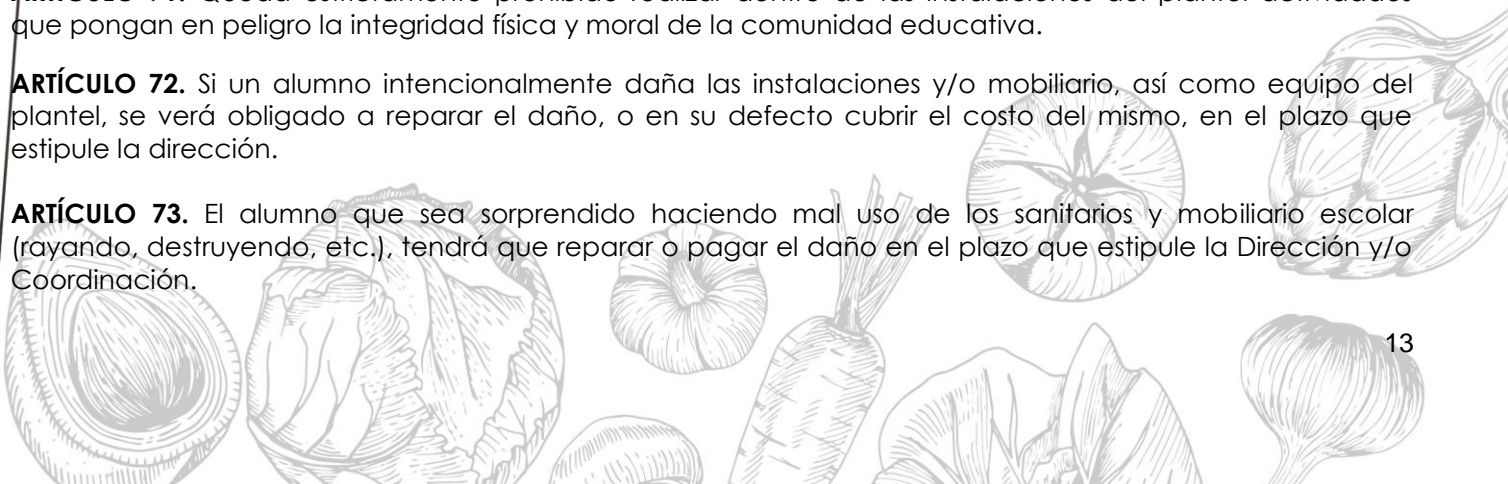 que pongan en peligro la integridad física y moral de la comunidad educativa.
ARTÍCULO 72. Si un alumno intencionalmente daña las instalaciones y/o mobiliario, así como equipo del
plantel, se verá obligado a reparar el daño, o en su defecto cubrir el costo del mismo, en el plazo que
estipule la dirección.
ARTÍCULO 73. El alumno que sea sorprendido haciendo mal uso de los sanitarios y mobiliario escolar
(rayando, destruyendo, etc.), tendrá que reparar o pagar el daño en el plazo que estipule la Dirección y/o
Coordinación.
13